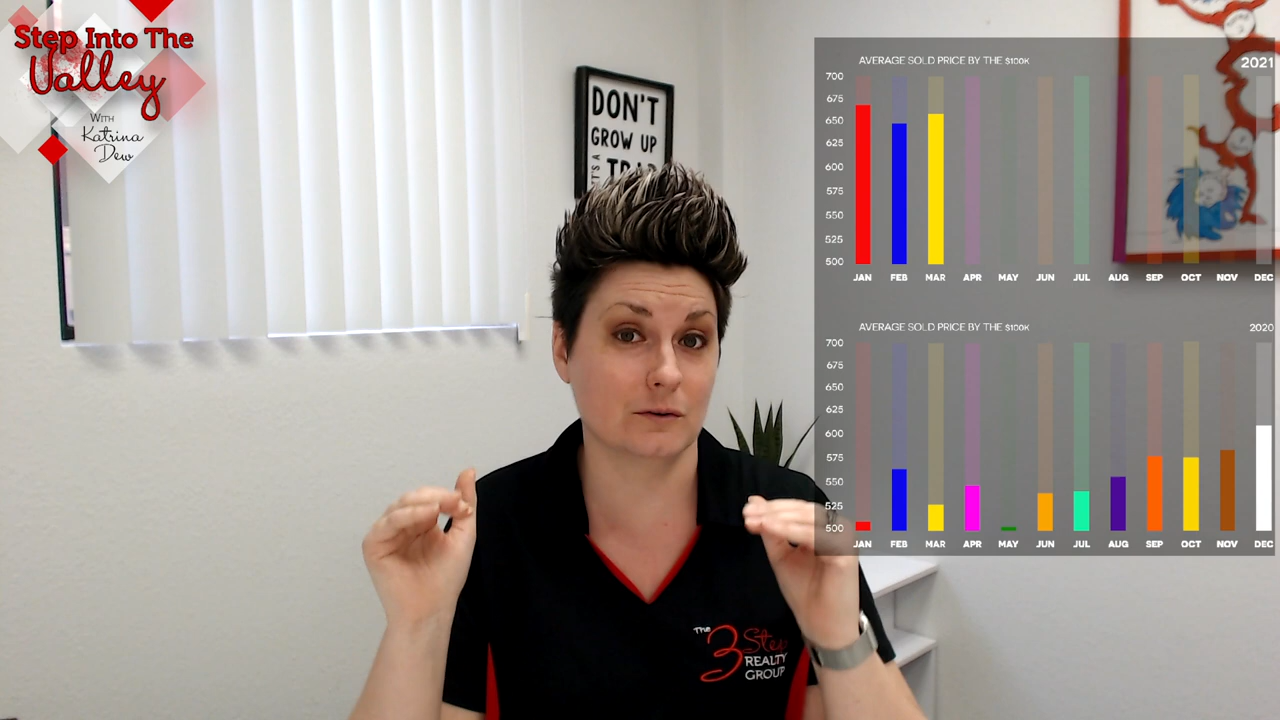 Step Into The
Valley
WITH
Katrina
Dew
DON'T
GROW UP
IT'S A
TRAP
THE
3 Step
REALTY
GROUP
AVERAGE SOLD PRICE BY THE $100K
2021
700
675
650
625
600
575
550
525
500
JAN FEB MAR APR MAY JUN JUL AUG SEP OCT NOV DEC
AVERAGE SOLD PRICE BY THE $100K
2020
700
675
650
625
600
575
550
525
500
JAN FEB MAR APR MAY JUN JUL AUG SEP OCT NOV DEC